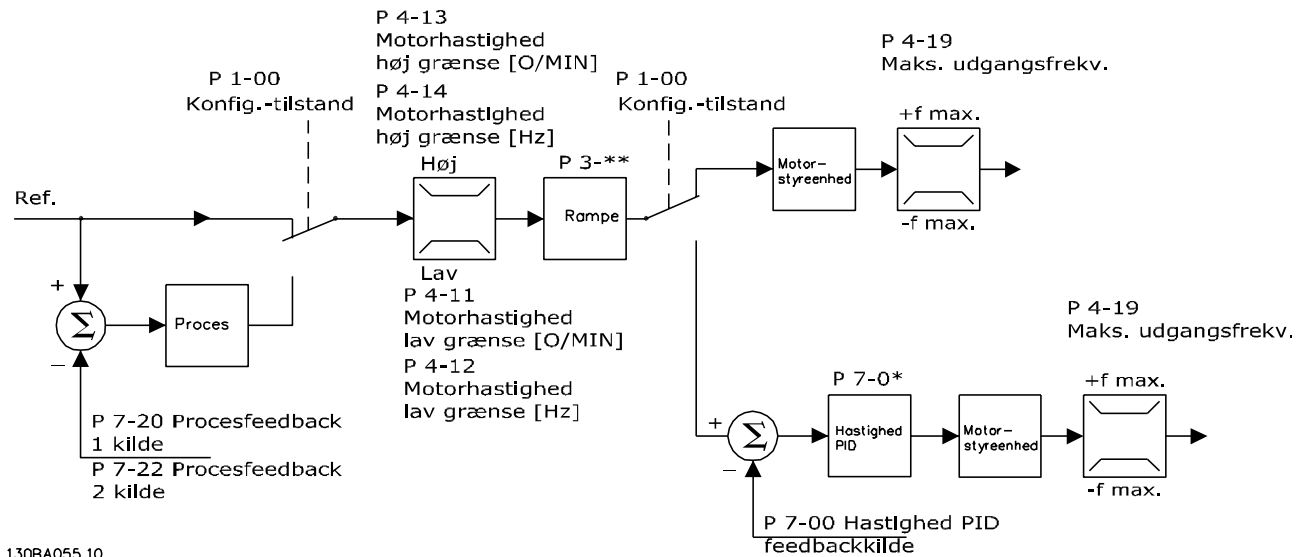 P 4-13
Motorhastighed
høj grænse [O/MIN]
P 4-14
Motorhastighed
høj grænse [Hz]
P 1-00
Konfig.-tilstand
P 1-00
Konfig.-tilstand
P 4-19
Maks. udgangsfrekv.
+f max.
Høj
P 3-**
Motor-
styreenhed
Ref.
Rampe
-f max.
Lav
P 4-11
Motorhastighed
lav grænse [O/MIN]
P 4-12
Motorhastighed
lav grænse [Hz]
+
Σ
Proces
−
P 7-20 Procesfeedback
1 kilde
P 7-22 Procesfeedback
2 kilde
P 4-19
Maks. udgangsfrekv.
P 7-0*
+f max.
+
Σ
Hastighed
PID
Motor-
styreenhed
−
-f max.
P 7-00 Hastighed PID
feedbackkilde
130BA055.10